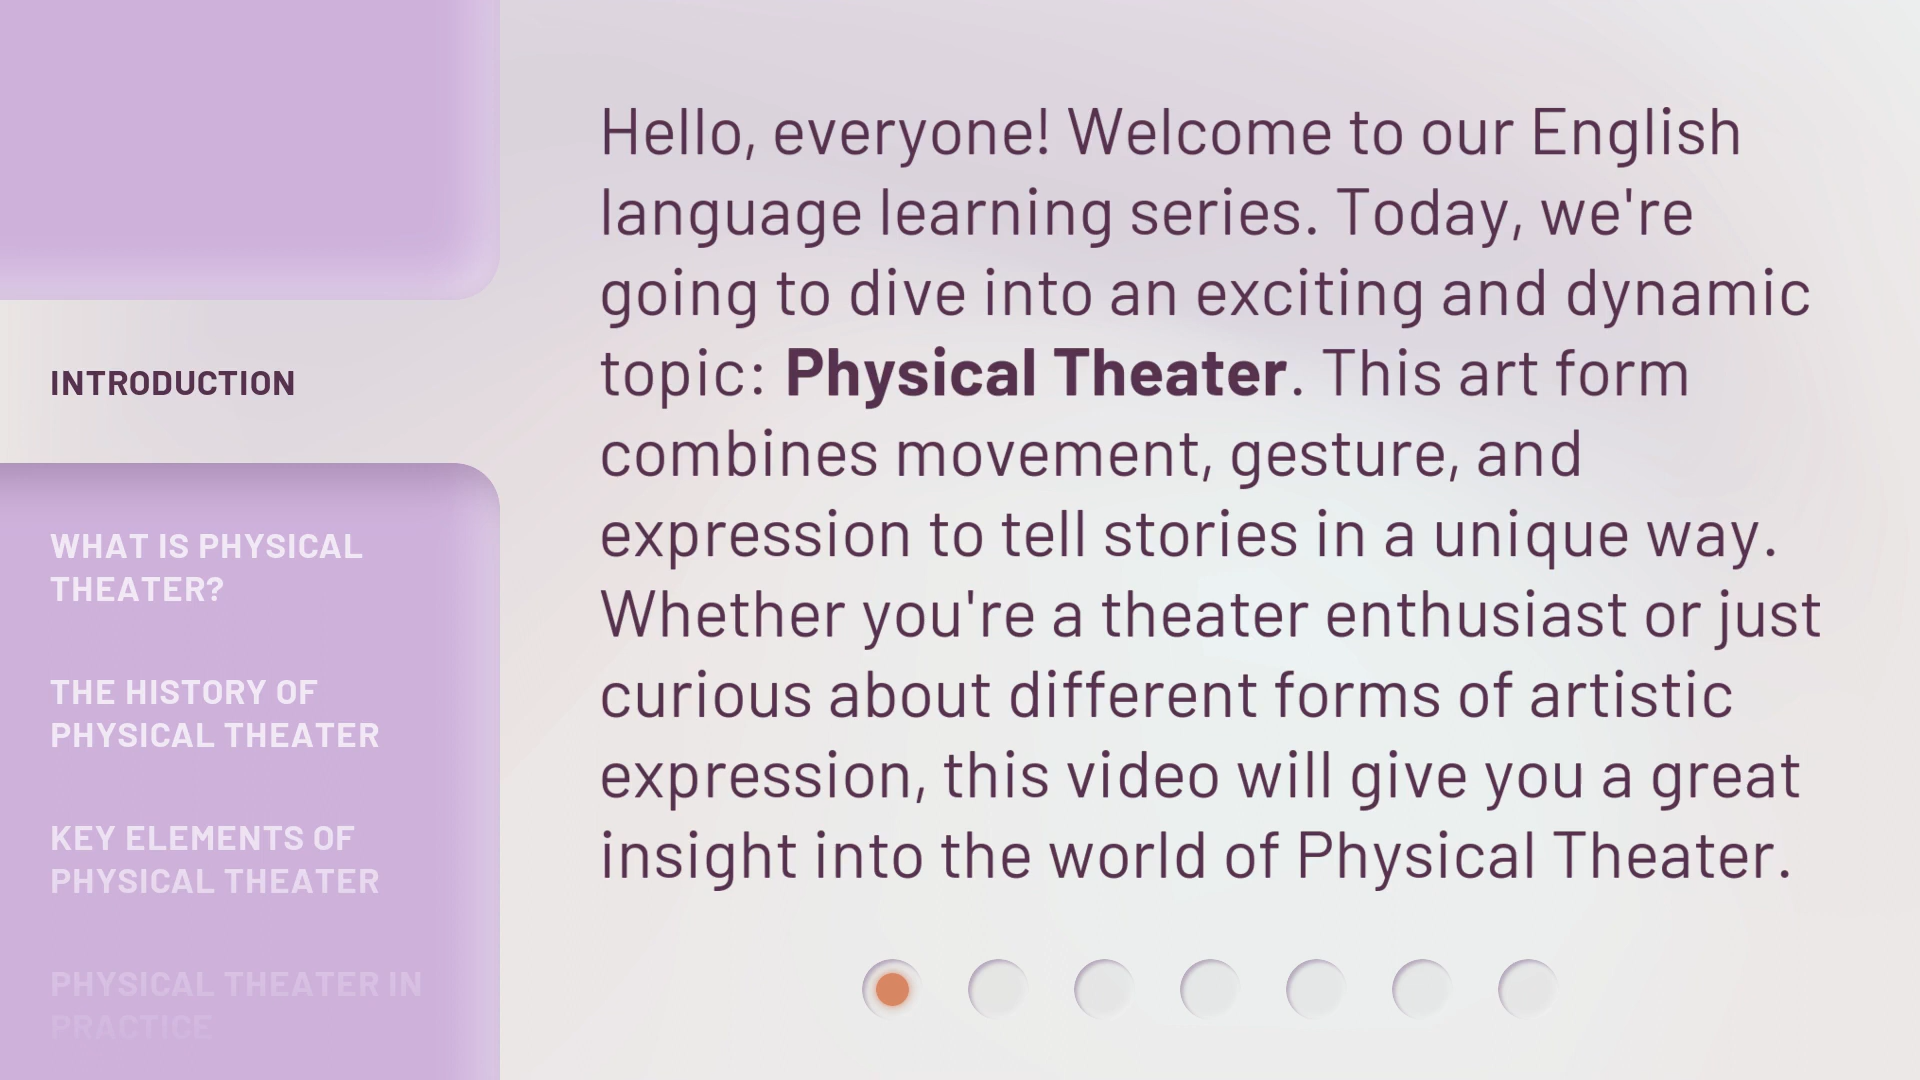 INTRODUCTION
WHAT IS PHYSICAL
THEATER?
THE HISTORY OF
PHYSICAL THEATER
KEY ELEMENTS OF
PHYSICAL THEATER
PHYSICAL THEATER IN
PRACTICE
Hello, everyone! Welcome to our English
language learning series. Today, we're
going to dive into an exciting and dynamic
topic: Physical Theater. This art form
combines movement, gesture, and
expression to tell stories in a unique way.
Whether you're a theater enthusiast or just
curious about different forms of artistic
expression, this video will give you a great
insight into the world of Physical Theater.